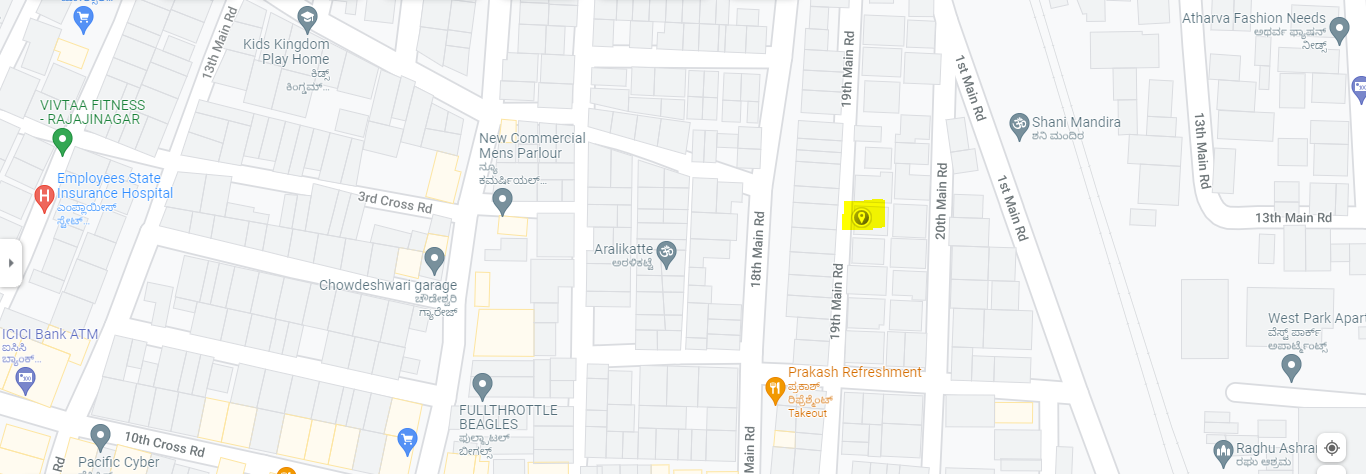 13th Main Rd
Kids Kingdom
Play Home
ಕಿಡ್ಸ್
ಕಿಂಗ್ಡಮ್...
VIVTAA FITNESS
- RAJAJINAGAR
Employees State
Insurance Hospital
ಎಂಪ್ಲಾಯೀಸ್
ಸ್ಟೇಟ್...
New Commercial
Mens Parlour
ನ್ಯೂ
ಕಮರ್ಷಿಯಲ್...
3rd Cross Rd
Chowdeshwari garage
ಚೌಡೇಶ್ವರಿ
ಗ್ಯಾರೇಜ್
ICICI Bank ATM
ಐಸಿಸಿ
ಬ್ಯಾಂಕ್...
10th Cross Rd
Pacific Cyber
Rd
FULLTHROTTLE
BEAGLES
ಫುಲ್ಥ್ರಾಟಲ್
ಬೀಗಲ್ಸ್
Aralikatte
ಅರಳಿಕಟ್ಟೆ
18th Main Rd
Main Rd
19th Main Rd
19th Main Rd
Prakash Refreshment
ಪ್ರಕಾಶ್
ರಿಫ್ರೆಶ್ಮೆಂಟ್
Takeout
20th Main Rd
1st Main Rd
1st Main Rd
Shani Mandira
ಶನಿ ಮಂದಿರ
Atharva Fashion Needs
ಅಥರ್ವ ಫ್ಯಾಷನ್
ನೀಡ್ಸ್
13th Main Rd
13th Main Rd
West Park Apart
ವೆಸ್ಟ್ ಪಾರ್ಕ್
ಅಪಾರ್ಟ್ಮೆಂಟ್ಸ್
Raghu Ashra
ರಘು ಆಶ್ರಮ